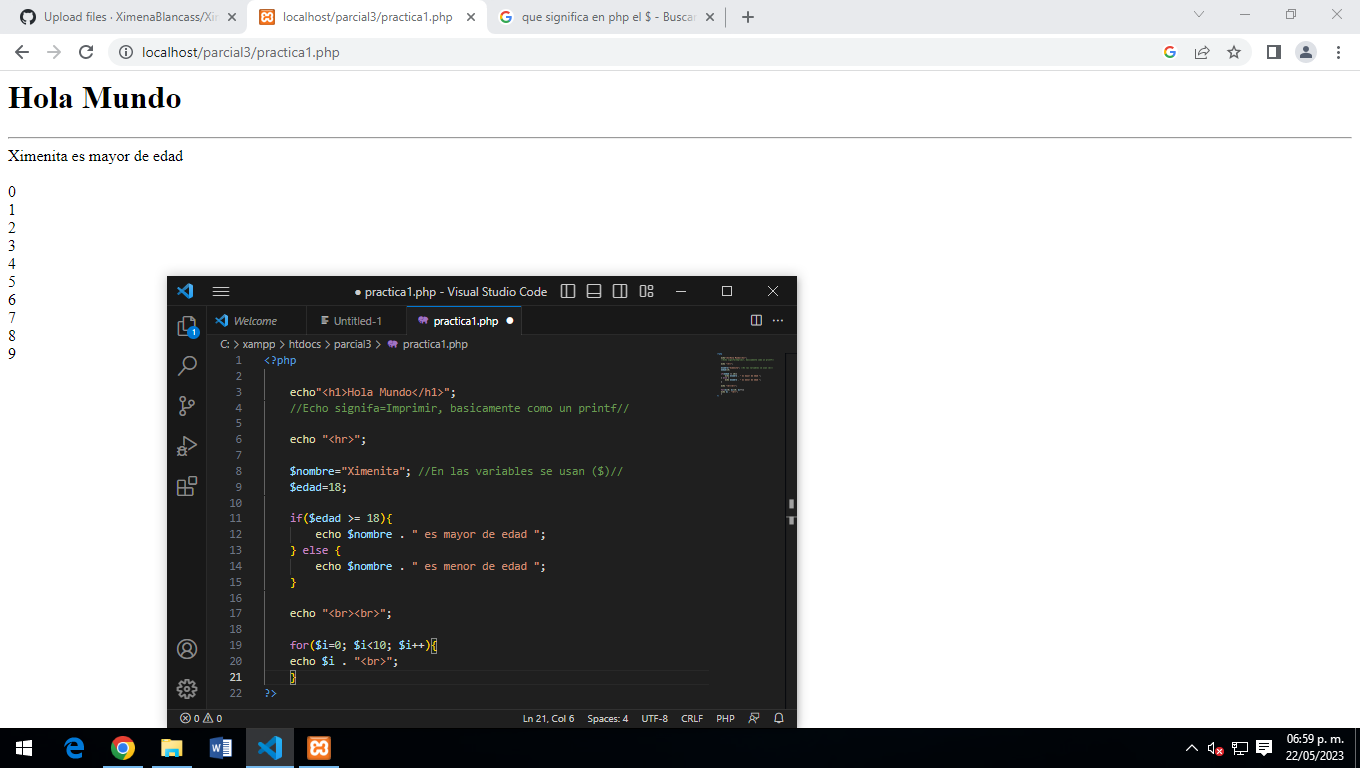 Upload files · XimenaBlancass/Xin
localhost/parcial3/practica1.php
que significa en php el $ - Buscar
localhost/parcial3/practica1.php
Hola Mundo
Ximenita es mayor de edad
0
1
2
3
4
5
6
7
8
9
● practica1.php - Visual Studio Code
1
Welcome
Untitled-1
practica1.php ●
C: > xampp > htdocs > parcial3 > practica1.php
1 <?php
2
3 echo"<h1>Hola Mundo</h1>";
4 //Echo signifa=Imprimir, basicamente como un printf//
5
6 echo "<hr>";
7
8 $nombre="Ximenita"; //En las variables se usan ($)//
9 $edad=18;
10
11 if($edad >= 18){
12 echo $nombre . " es mayor de edad ";
13 } else {
14 echo $nombre . " es menor de edad ";
15 }
16
17 echo "<br><br>";
18
19 for($i=0; $i<10; $i++){
20 echo $i . "<br>";
21 }
22 ?>
0 0 Ln 21, Col 6 Spaces: 4 UTF-8 CRLF PHP
06:59 p. m.
22/05/2023